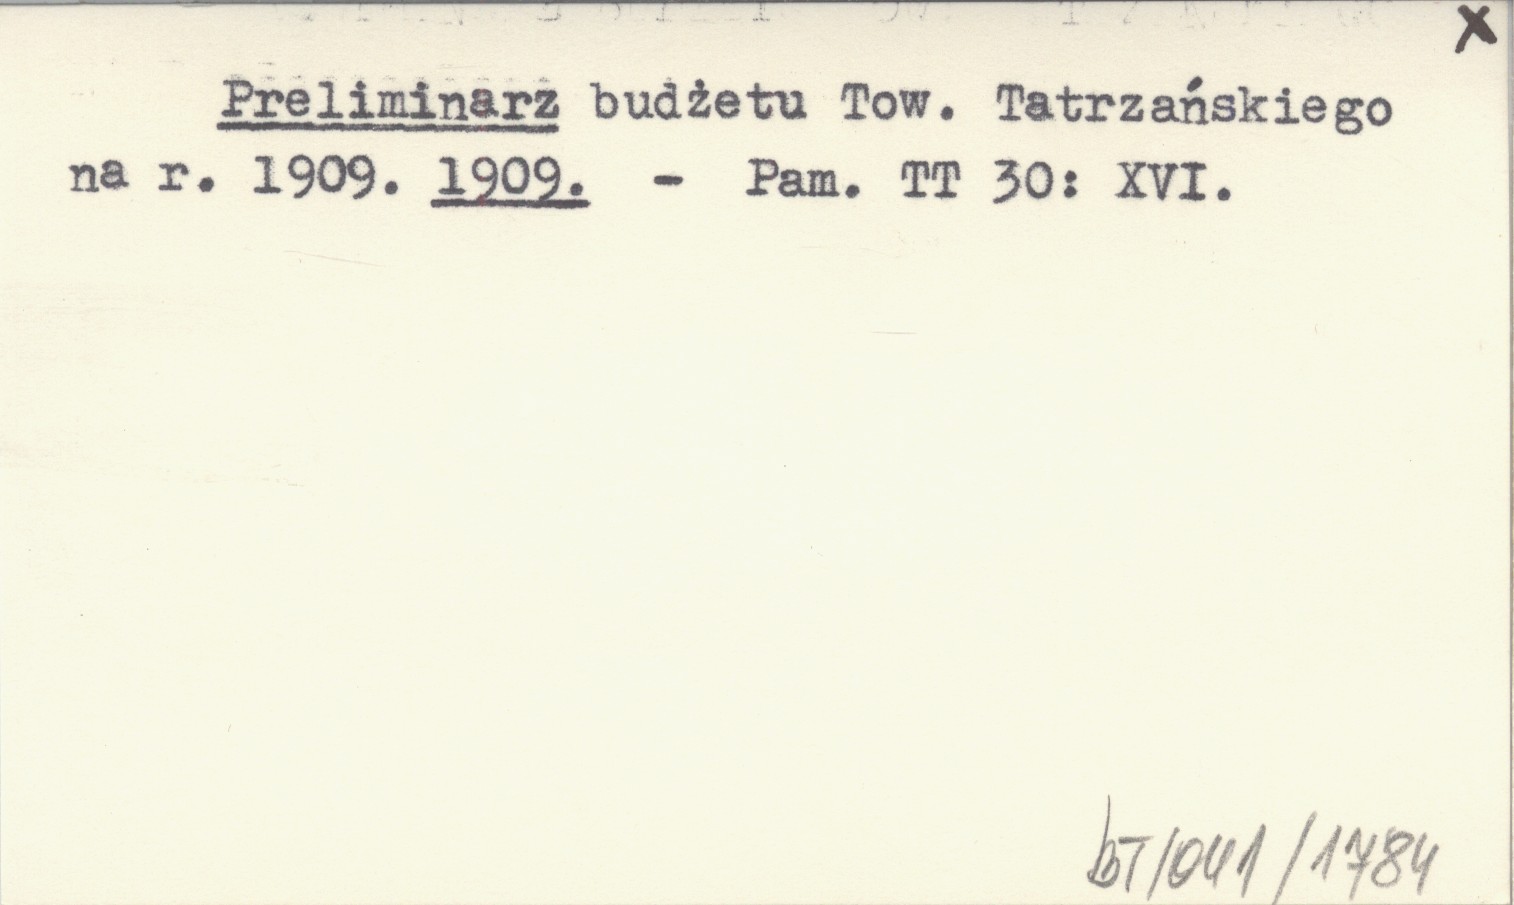 x
Preliminarz budżetu Tow. Tatrzańskiego
na r. 1909. 1909. - Pam. TT 30: XVI.
bT/041/1784